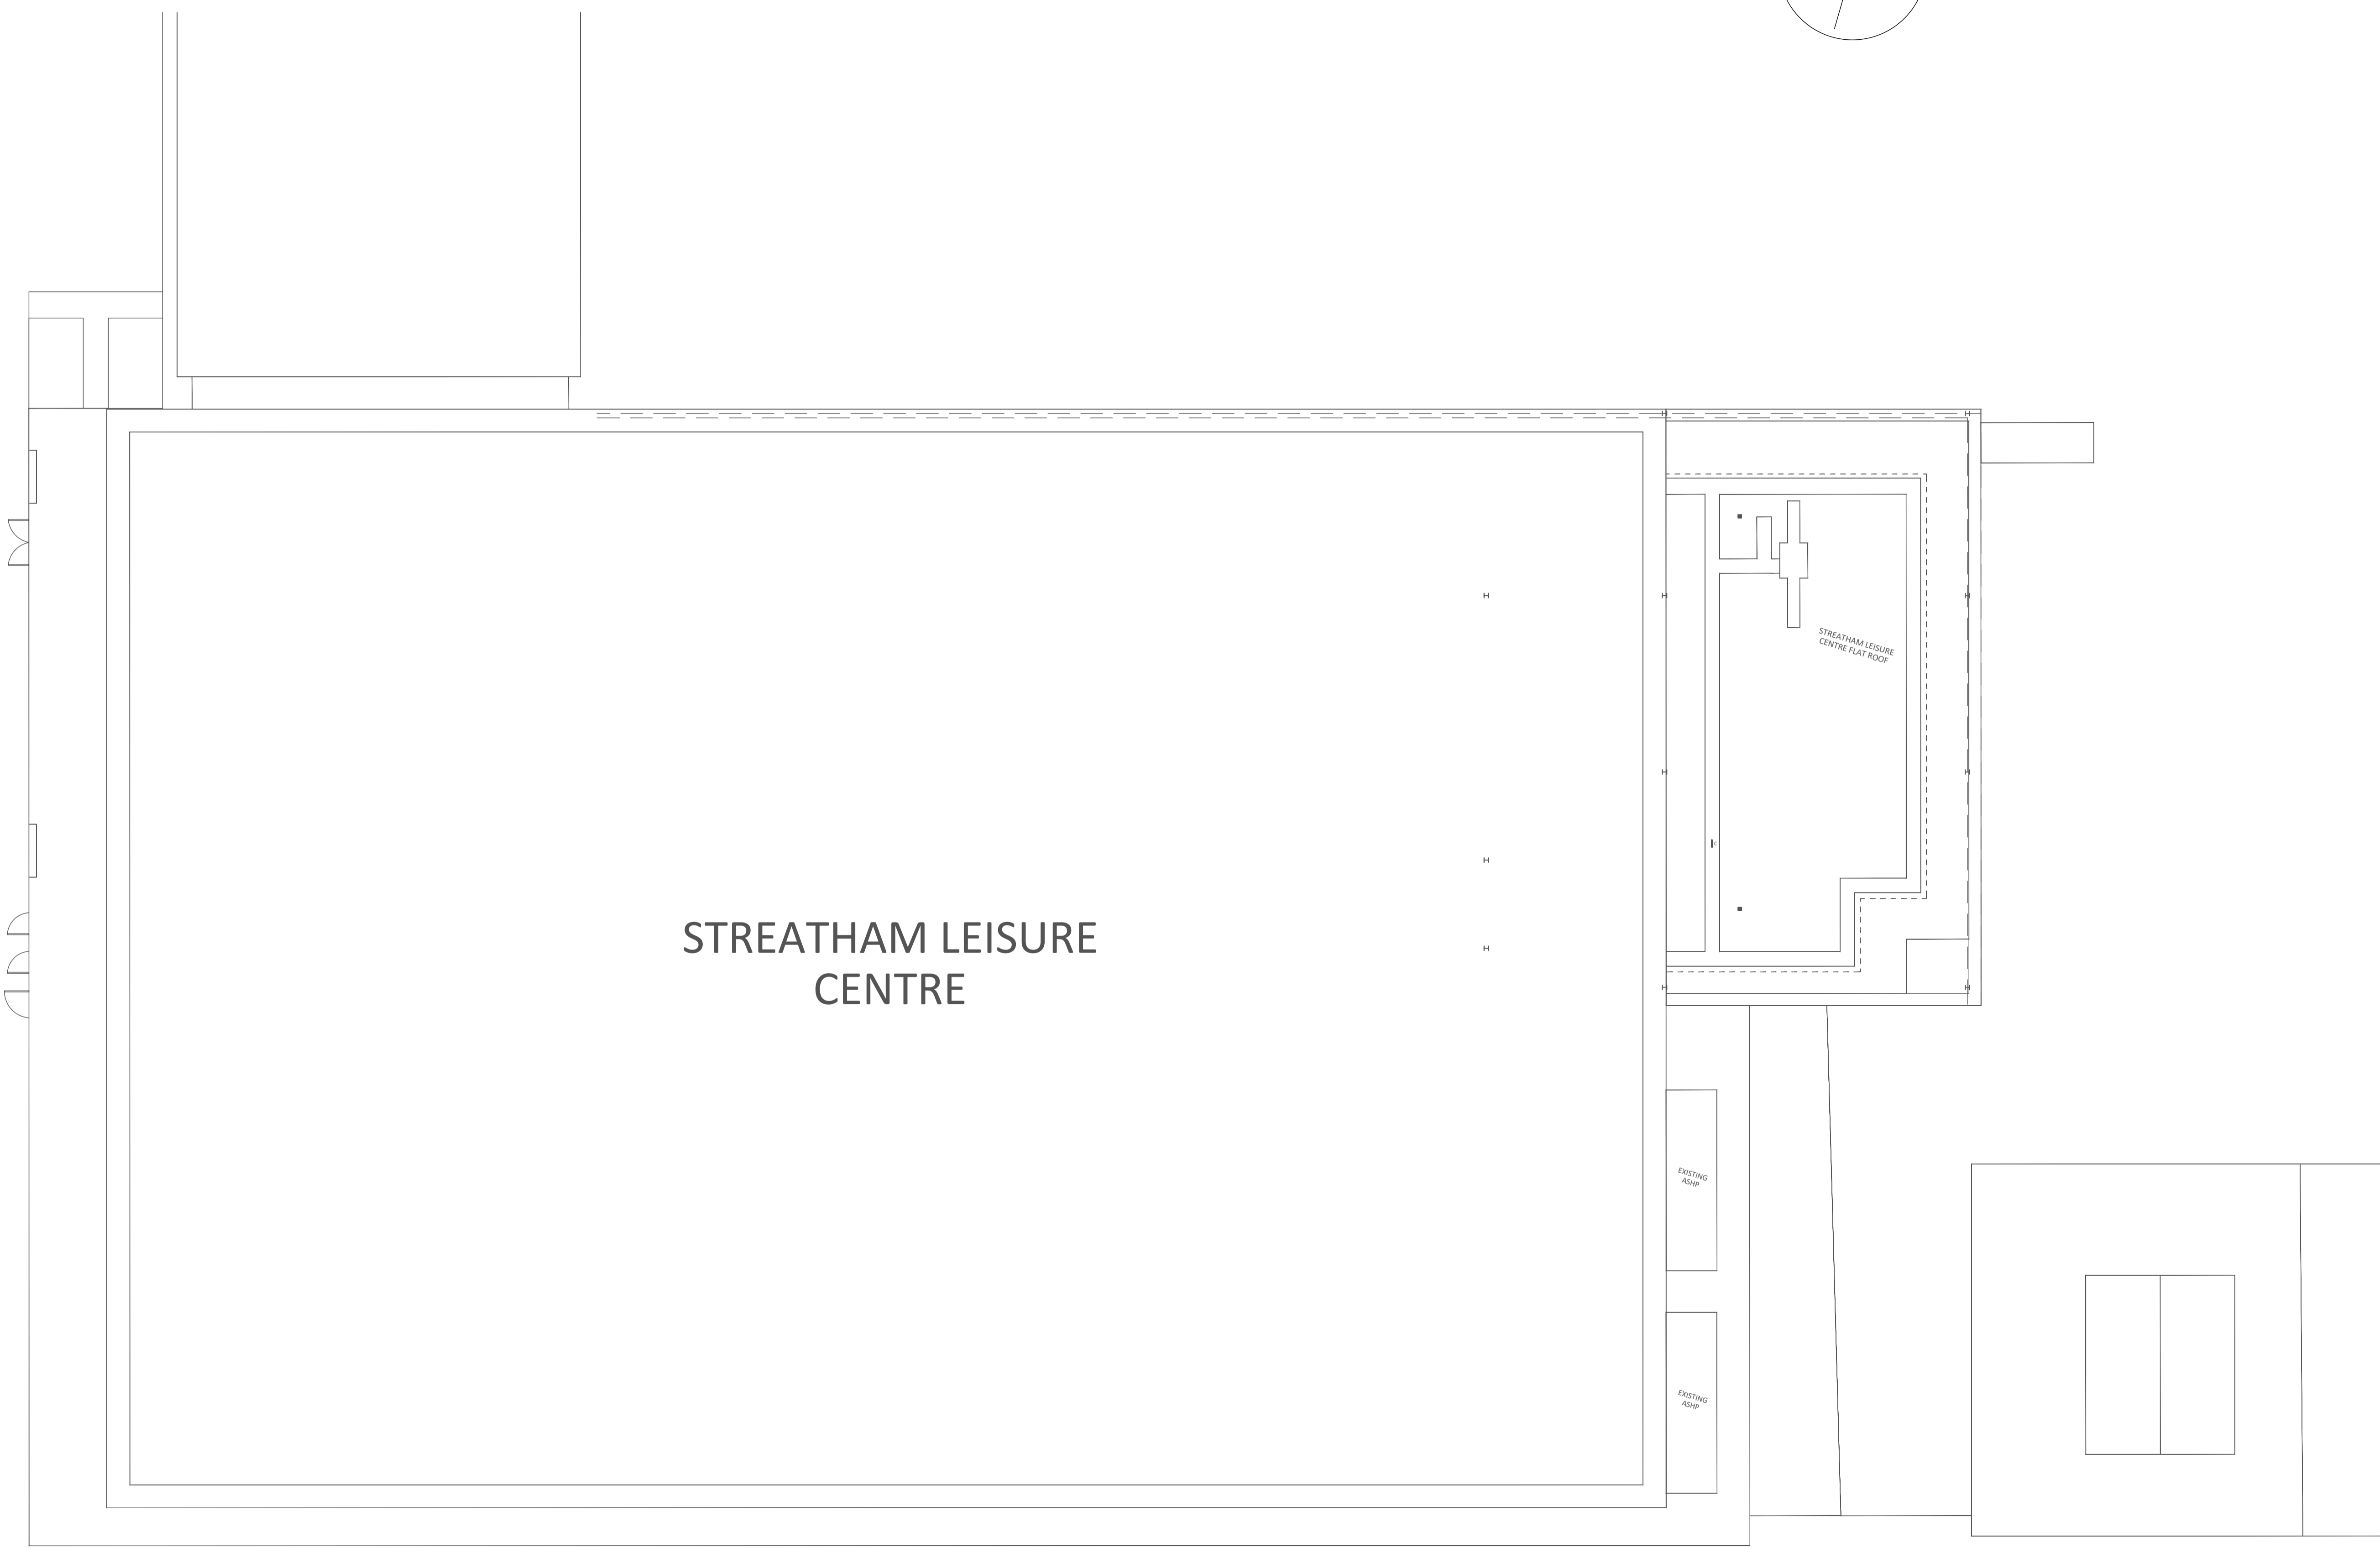 STREATHAM LEISURE
CENTRE FLAT ROOF
STREATHAM LEISURE
CENTRE
EXISTING
ASHP
EXISTING
ASHP